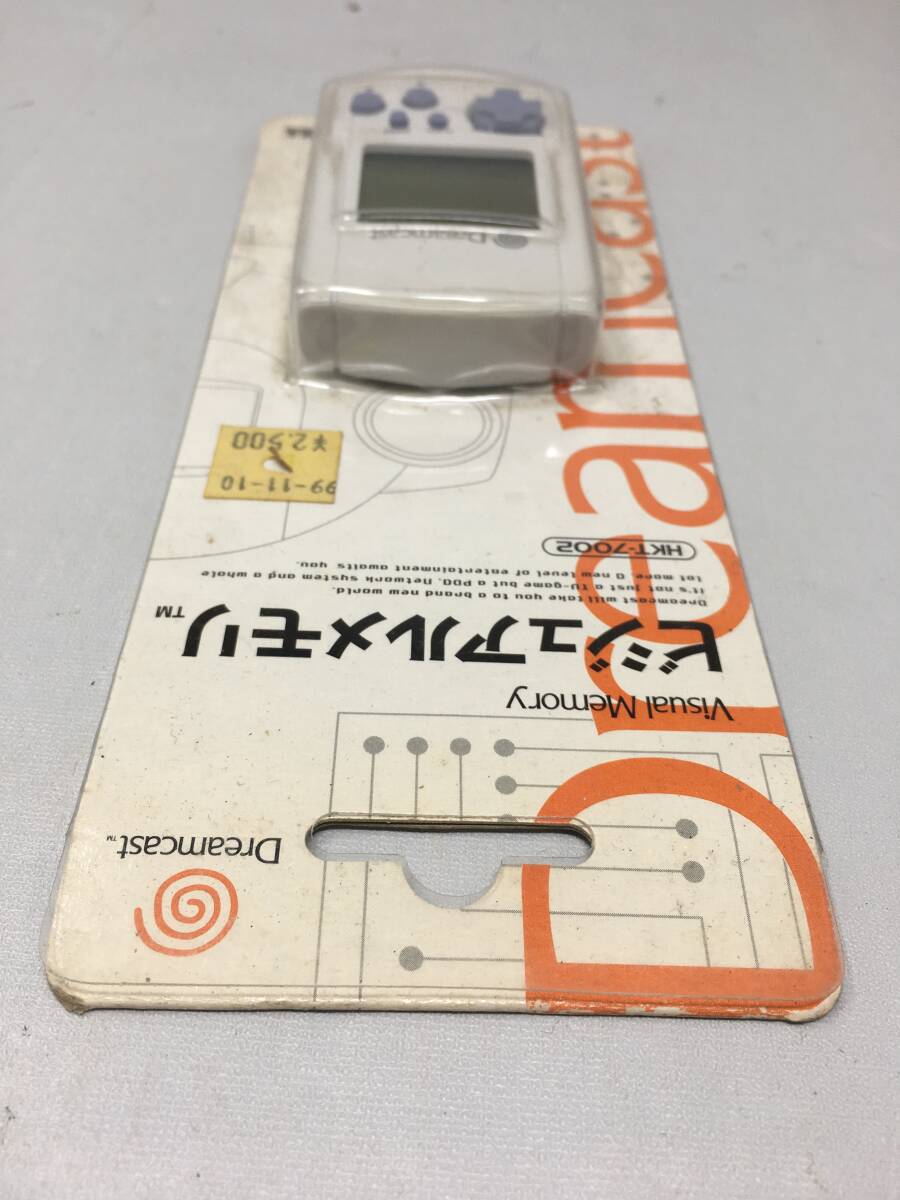 Dreamcast™
Dreamcast
Visual Memory
ビジュアルメモリ™
Dreamcast will take you to a brand new world.
it's not just a TU-game but a PDA. Network system ang a whole
lot more. A new level of entertainment awaits you.
HKT-7002
99-11-10
¥2,500
Dreamcast